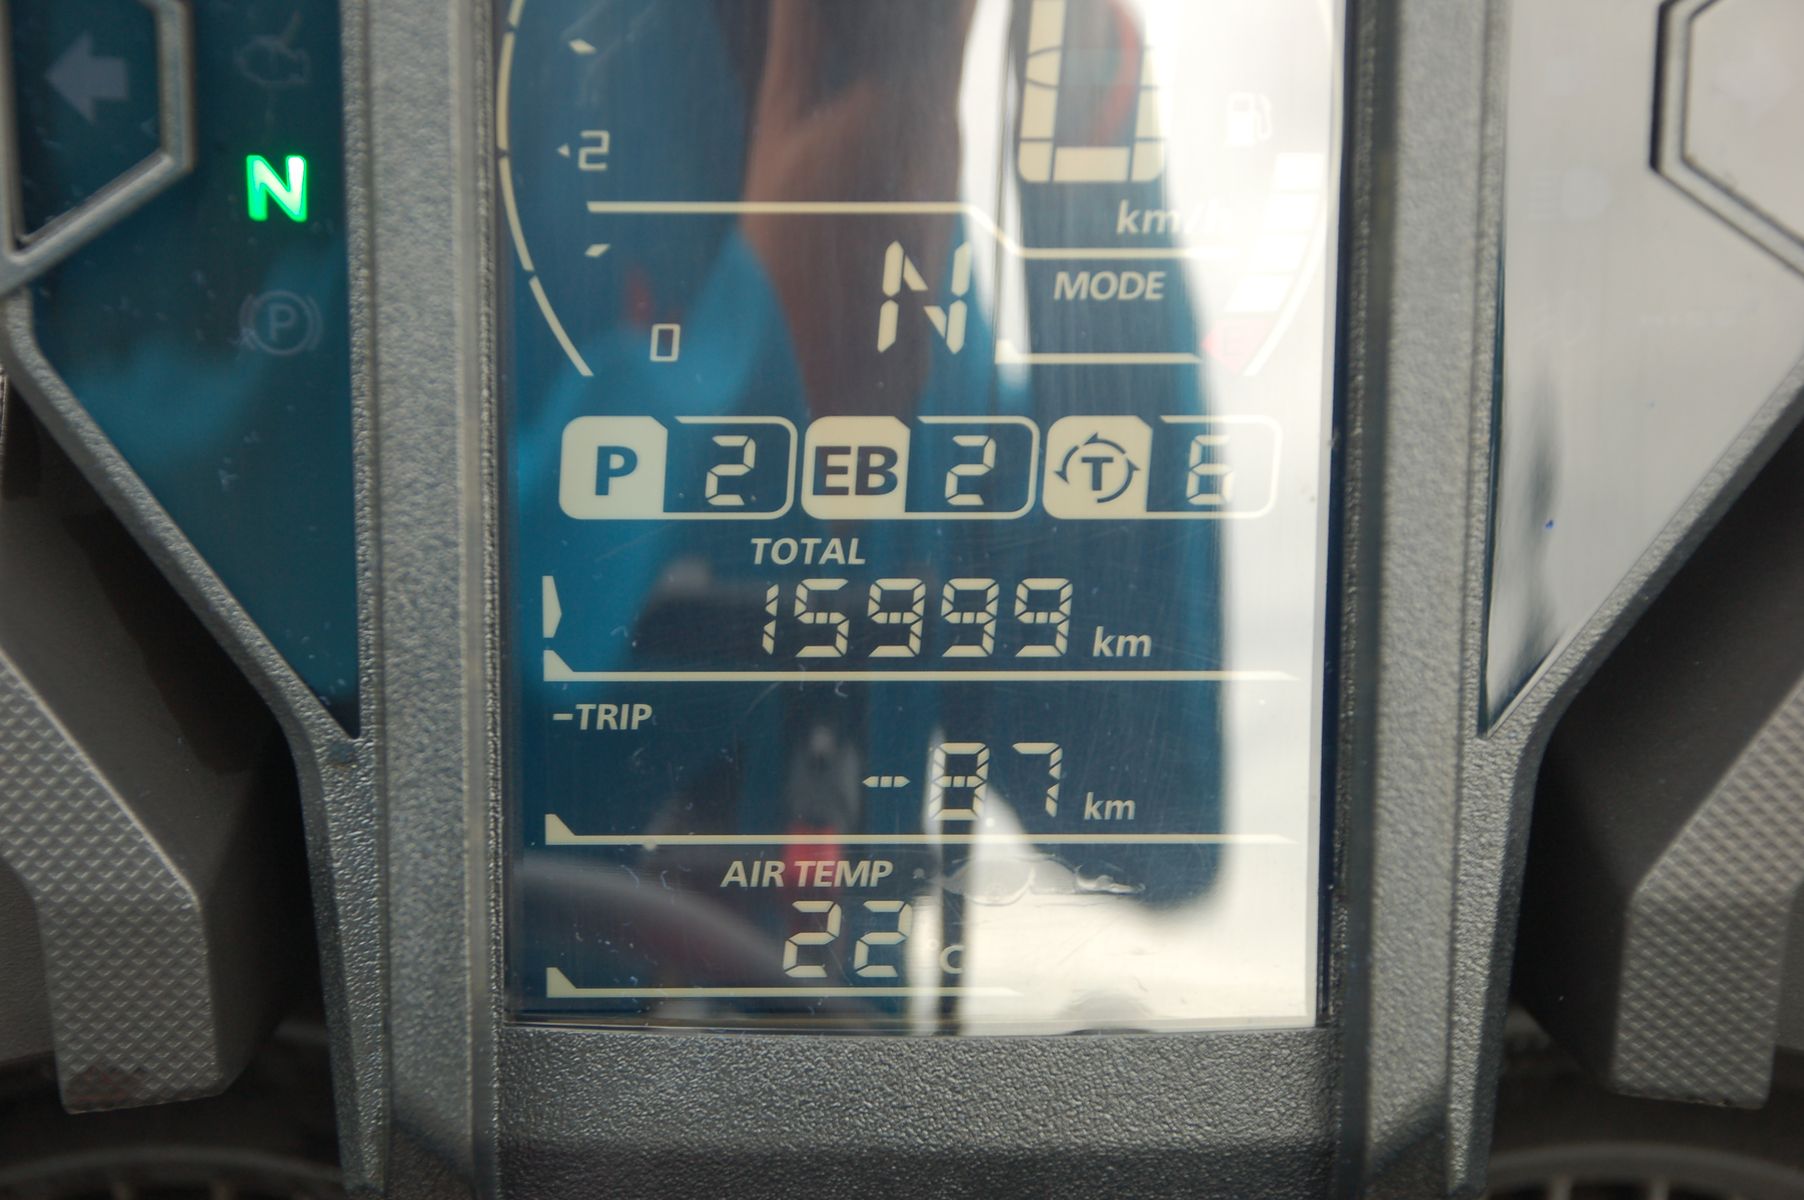 N
2
km/h
N
MODE
0
P
P 2 EB 2 T 6
TOTAL
15999 km
-TRIP
-87 km
AIR TEMP
22 °C